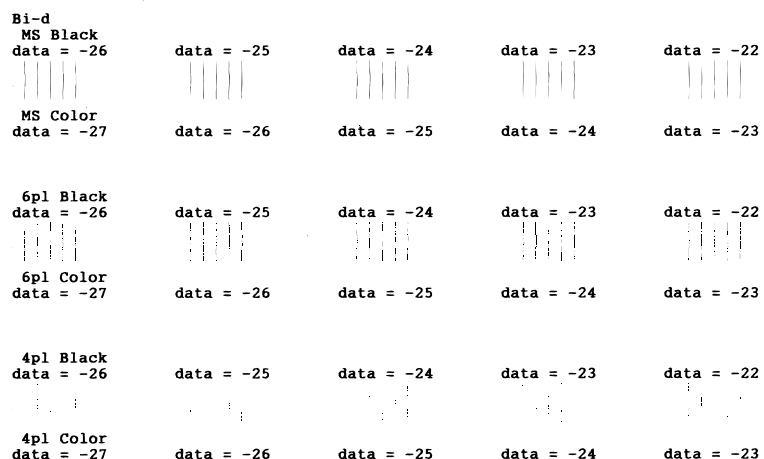 Bi-d
MS Black
data = -26 data = -25 data = -24 data = -23 data = -22
MS Color
data = -27 data = -26 data = -25 data = -24 data = -23
6pl Black
data = -26 data = -25 data = -24 data = -23 data = -22
6pl Color
data = -27 data = -26 data = -25 data = -24 data = -23
4pl Black
data = -26 data = -25 data = -24 data = -23 data = -22
4pl Color
data = -27 data = -26 data = -25 data = -24 data = -23